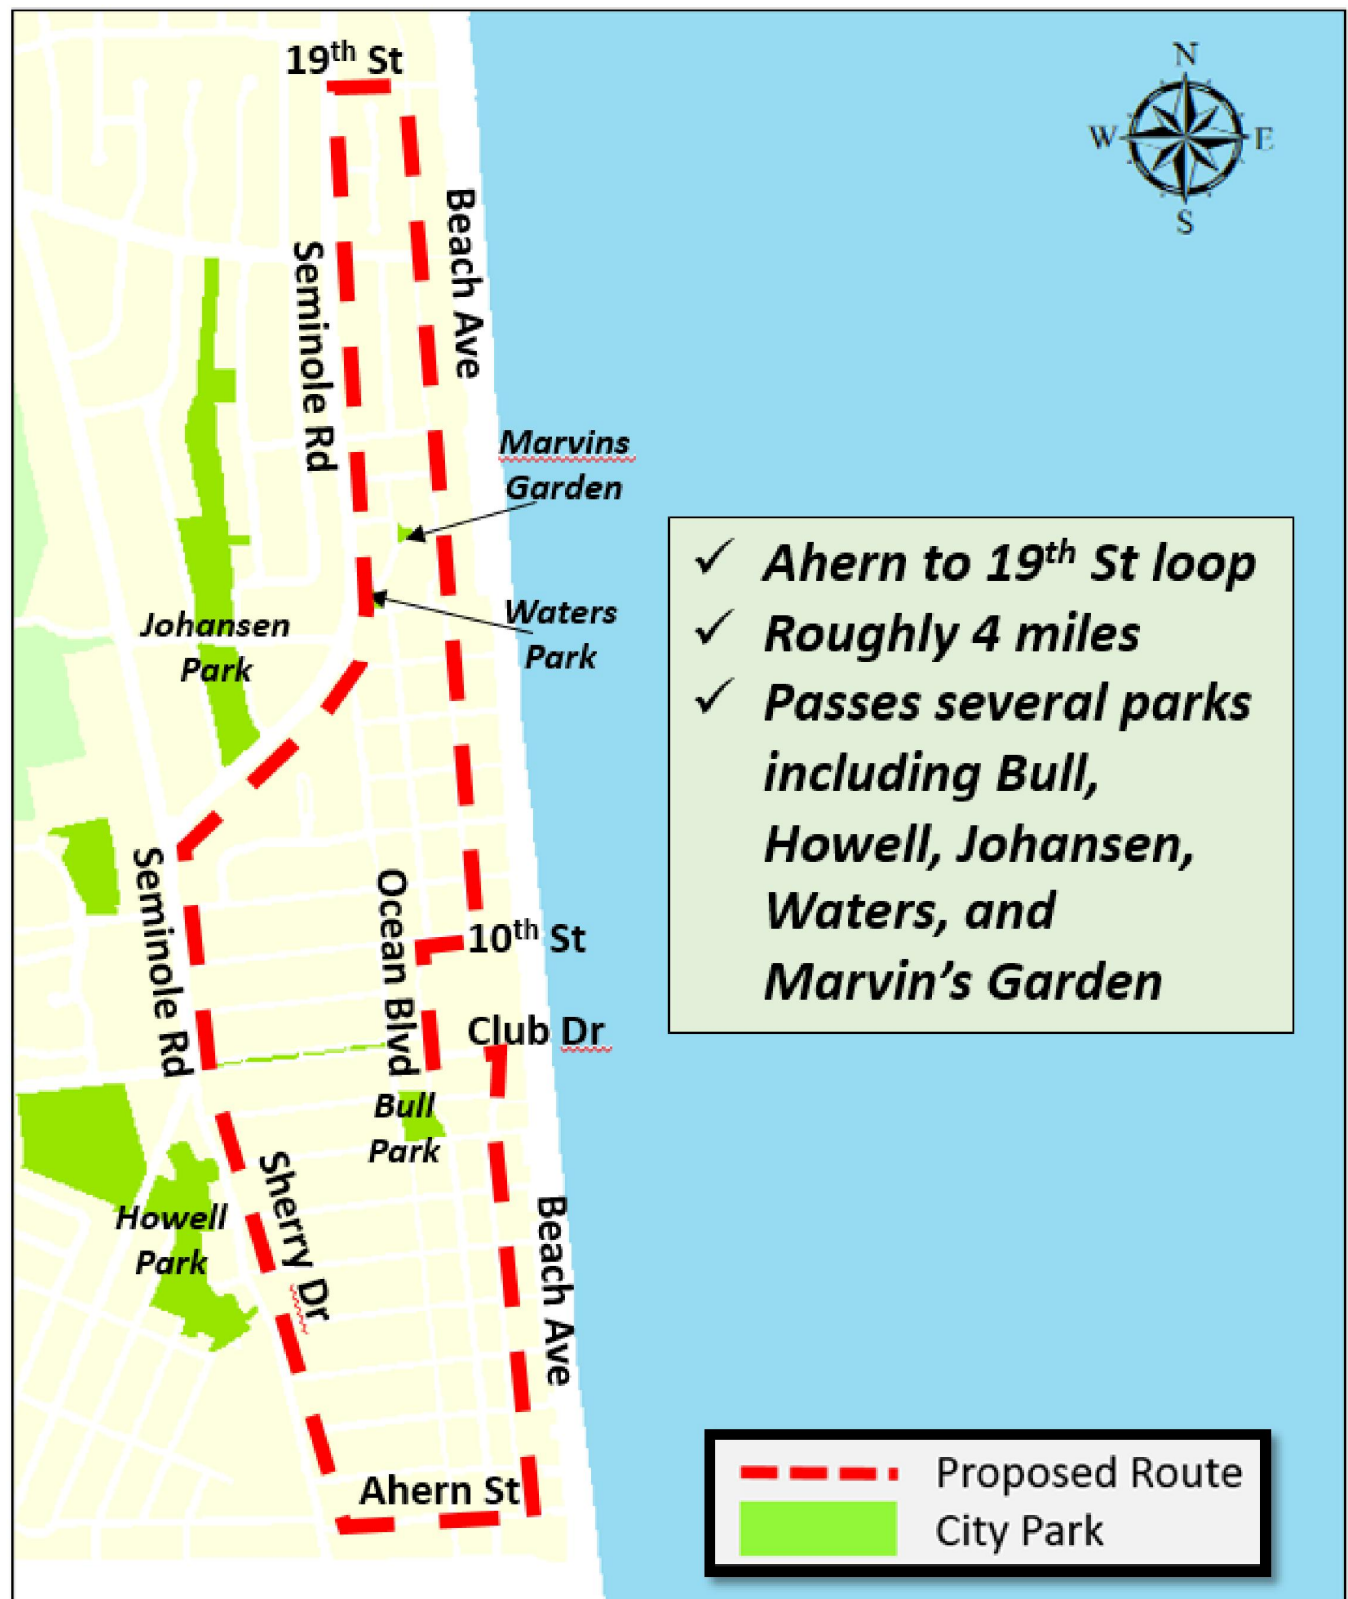 19th St
N
W E
S
Beach Ave
Seminole Rd
Marvins
Garden
Waters
Park
Johansen
Park
✓ Ahern to 19th St loop
✓ Roughly 4 miles
✓ Passes several parks
including Bull,
Howell, Johansen,
Waters, and
Marvin’s Garden
Seminole Rd
Ocean Blvd
10th St
Club Dr
Bull
Park
Sherry Dr
Howell
Park
Beach Ave
Ahern St
Proposed Route
City Park